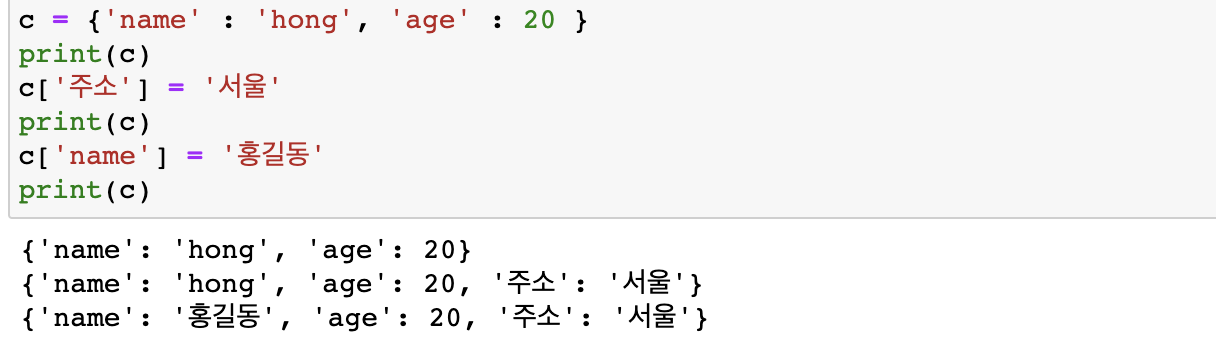 c = {'name' : 'hong', 'age' : 20 }
print(c)
c['주소'] = '서울'
print(c)
c['name'] = '홍길동'
print(c)
{'name': 'hong', 'age': 20}
{'name': 'hong', 'age': 20, '주소': '서울'}
{'name': '홍길동', 'age': 20, '주소': '서울'}